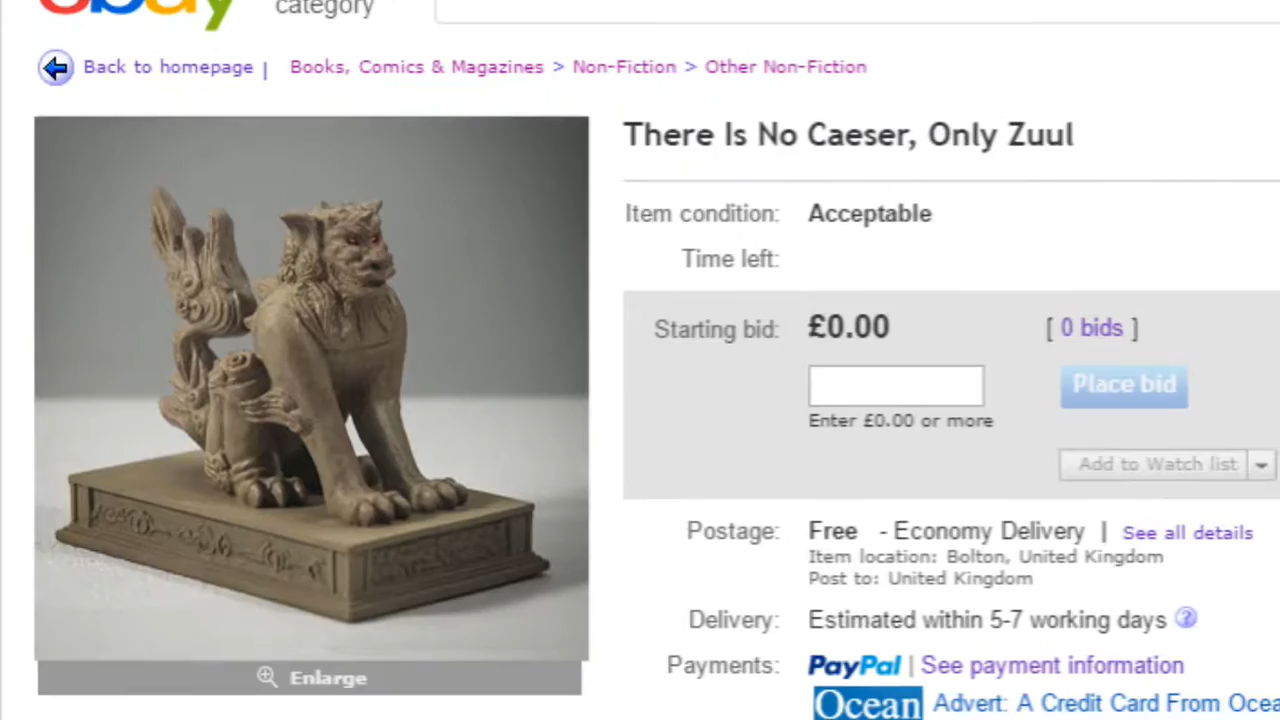 ebay
category
Back to homepage | Books, Comics & Magazines > Non-Fiction > Other Non-Fiction
There Is No Caeser, Only Zuul
Item condition: Acceptable
Time left:
Starting bid: £0.00 [ 0 bids ]
Place bid
Enter £0.00 or more
Add to Watch list
Postage: Free - Economy Delivery | See all details
Item location: Bolton, United Kingdom
Post to: United Kingdom
Delivery: Estimated within 5-7 working days ?
Enlarge
Payments: PayPal | See payment information
Ocean Advert: A Credit Card From